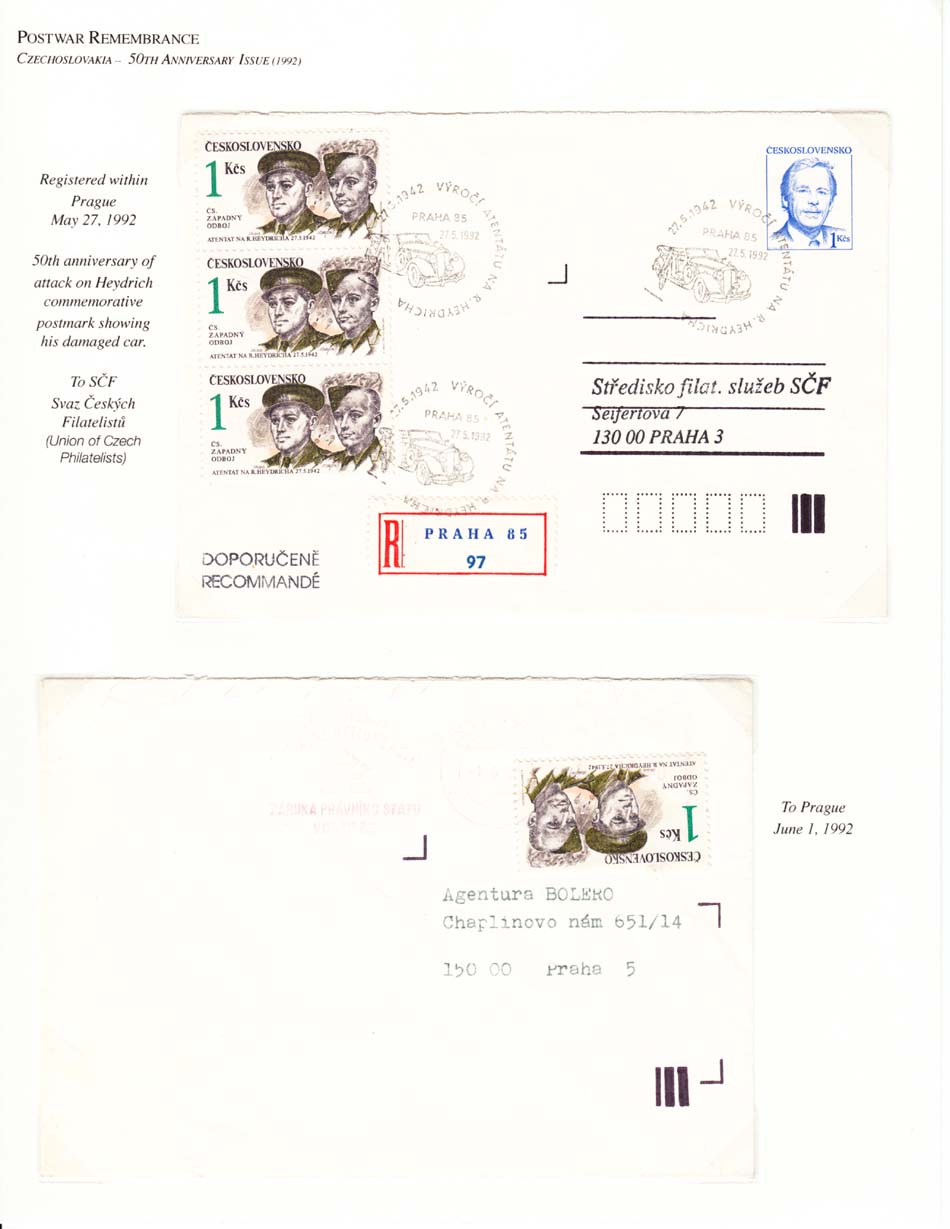 POSTWAR REMEMBRANCE
CZECHOSLOVAKIA – 50TH ANNIVERSARY ISSUE (1992)
Registered within
Prague
May 27, 1992
50th anniversary of
attack on Heydrich
commemorative
postmark showing
his damaged car.
To SČF
Svaz Českých
Filatelistů
(Union of Czech
Philatelists)
ČESKOSLOVENSKO
1 Kčs
ČS.
ZÁPADNÝ
ODBOJ
ATENTÁT NA R.HEYDRICHA 27.5.1942
ČESKOSLOVENSKO
1 Kčs
ČS.
ZÁPADNÝ
ODBOJ
ATENTÁT NA R.HEYDRICHA 27.5.1942
ČESKOSLOVENSKO
1 Kčs
ČS.
ZÁPADNÝ
ODBOJ
ATENTÁT NA R.HEYDRICHA 27.5.1942
27.5.1942 VÝROČÍ ATENTÁTU NA R. HEYDRICHA
PRAHA 85
27.5.1992
27.5.1942 VÝROČÍ ATENTÁTU NA R. HEYDRICHA
PRAHA 85
27.5.1992
27.5.1942 VÝROČÍ ATENTÁTU NA R. HEYDRICHA
PRAHA 85
27.5.1992
ČESKOSLOVENSKO
1 Kčs
Středisko filat. služeb SČF
Seifertova 7
130 00 PRAHA 3
R PRAHA 85
97
DOPORUČENĚ
RECOMMANDÉ
ČESKOSLOVENSKO
1 Kčs
ČS.
ZÁPADNÝ
ODBOJ
ATENTÁT NA R.HEYDRICHA 27.5.1942
ZÁRUKA PRÁVNÍHO STÁTU
Agentura BOLERO
Chaplinovo nám 651/14
150 00 Praha 5
To Prague
June 1, 1992